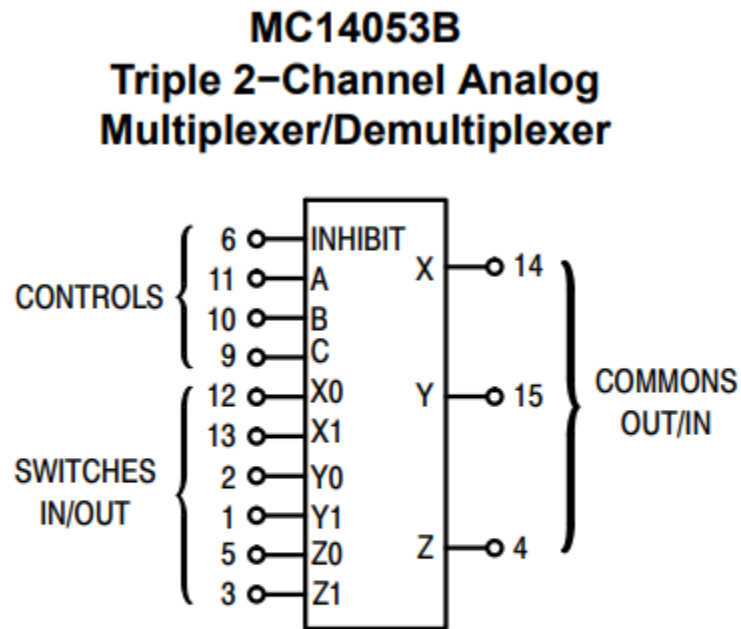 MC14053B
Triple 2−Channel Analog
Multiplexer/Demultiplexer
CONTROLS
6 INHIBIT
11 A
10 B
9 C
SWITCHES
IN/OUT
12 X0
13 X1
2 Y0
1 Y1
5 Z0
3 Z1
X 14
Y 15
Z 4
COMMONS
OUT/IN